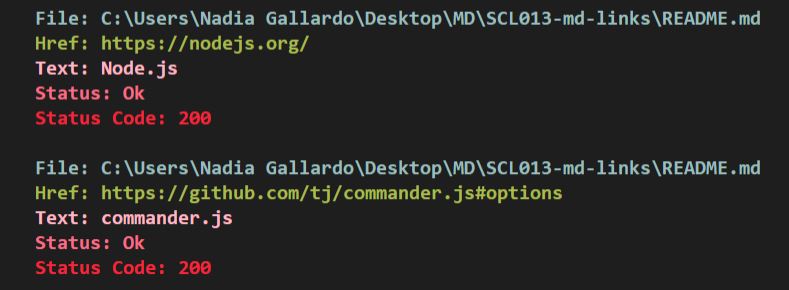 File: C:\Users\Nadia Gallardo\Desktop\MD\SCL013-md-links\README.md
Href: https://nodejs.org/
Text: Node.js
Status: Ok
Status Code: 200
File: C:\Users\Nadia Gallardo\Desktop\MD\SCL013-md-links\README.md
Href: https://github.com/tj/commander.js#options
Text: commander.js
Status: Ok
Status Code: 200